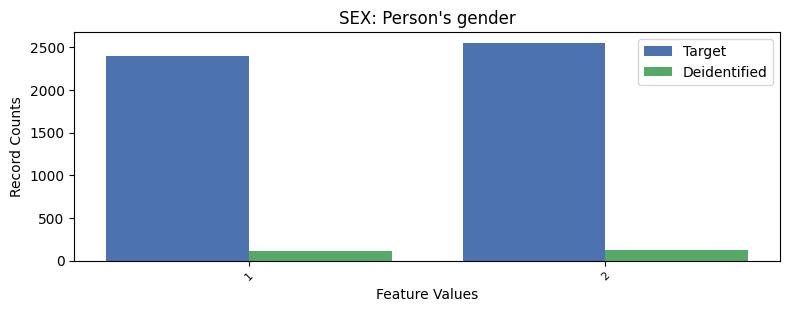 SEX: Person's gender
Target
Deidentified
Record Counts
2500
2000
1500
1000
500
0
1
2
Feature Values